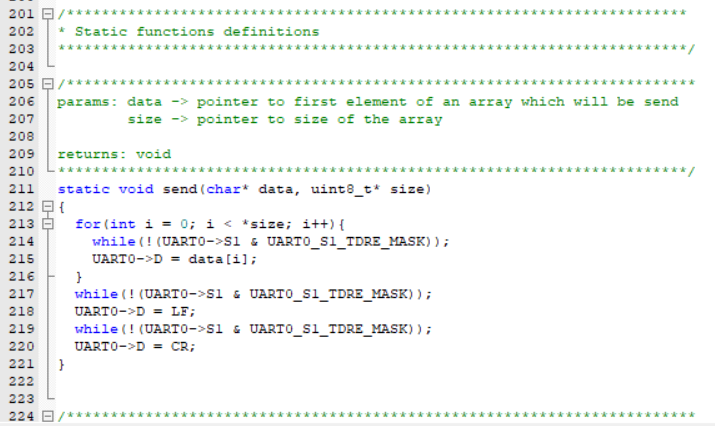 201 /***********************************************************************
202 * Static functions definitions
203 ************************************************************************/
204
205 /************************************************************************
206 params: data -> pointer to first element of an array which will be send
207         size -> pointer to size of the array
208
209 returns: void
210 ************************************************************************/
211 static void send(char* data, uint8_t* size)
212 {
213   for(int i = 0; i < *size; i++){
214     while(!(UART0->S1 & UART0_S1_TDRE_MASK));
215     UART0->D = data[i];
216   }
217   while(!(UART0->S1 & UART0_S1_TDRE_MASK));
218   UART0->D = LF;
219   while(!(UART0->S1 & UART0_S1_TDRE_MASK));
220   UART0->D = CR;
221 }
222
223
224 /************************************************************************